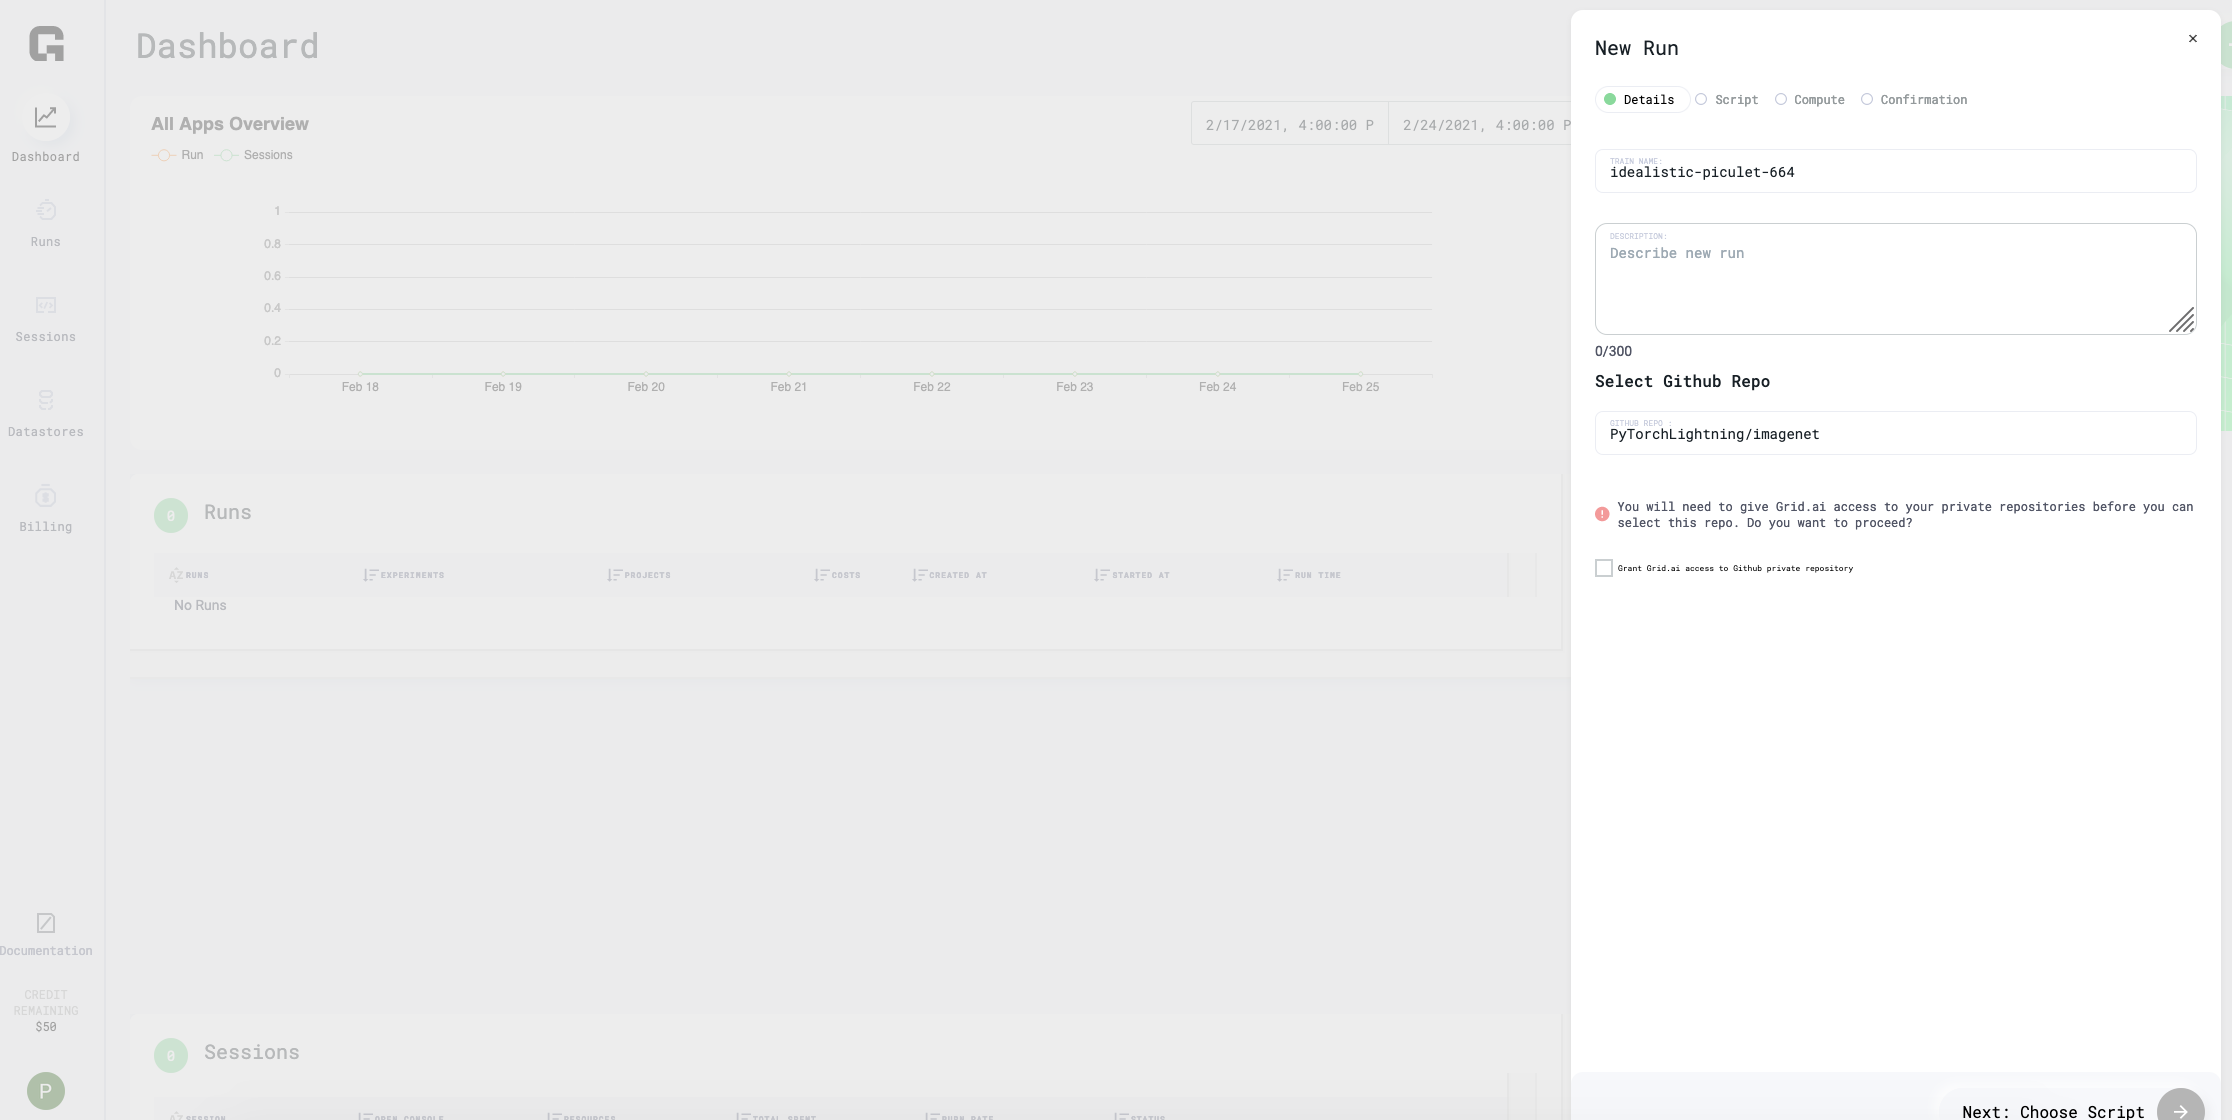 Dashboard
Dashboard
Runs
Sessions
Datastores
Billing
Documentation
CREDIT
REMAINING
$50
P
All Apps Overview
2/17/2021, 4:00:00 P
2/24/2021, 4:00:00 P
Run
Sessions
1
0.8
0.6
0.4
0.2
0
Feb 18
Feb 19
Feb 20
Feb 21
Feb 22
Feb 23
Feb 24
Feb 25
0
Runs
RUNS
EXPERIMENTS
PROJECTS
COSTS
CREATED AT
STARTED AT
RUN TIME
No Runs
0
Sessions
SESSION
OPEN CONSOLE
RESOURCES
TOTAL SPENT
BURN RATE
STATUS
New Run
×
Details
Script
Compute
Confirmation
TRAIN NAME:
idealistic-piculet-664
DESCRIPTION:
Describe new run
0/300
Select Github Repo
GITHUB REPO :
PyTorchLightning/imagenet
You will need to give Grid.ai access to your private repositories before you can
select this repo. Do you want to proceed?
Grant Grid.ai access to Github private repository
Next: Choose Script